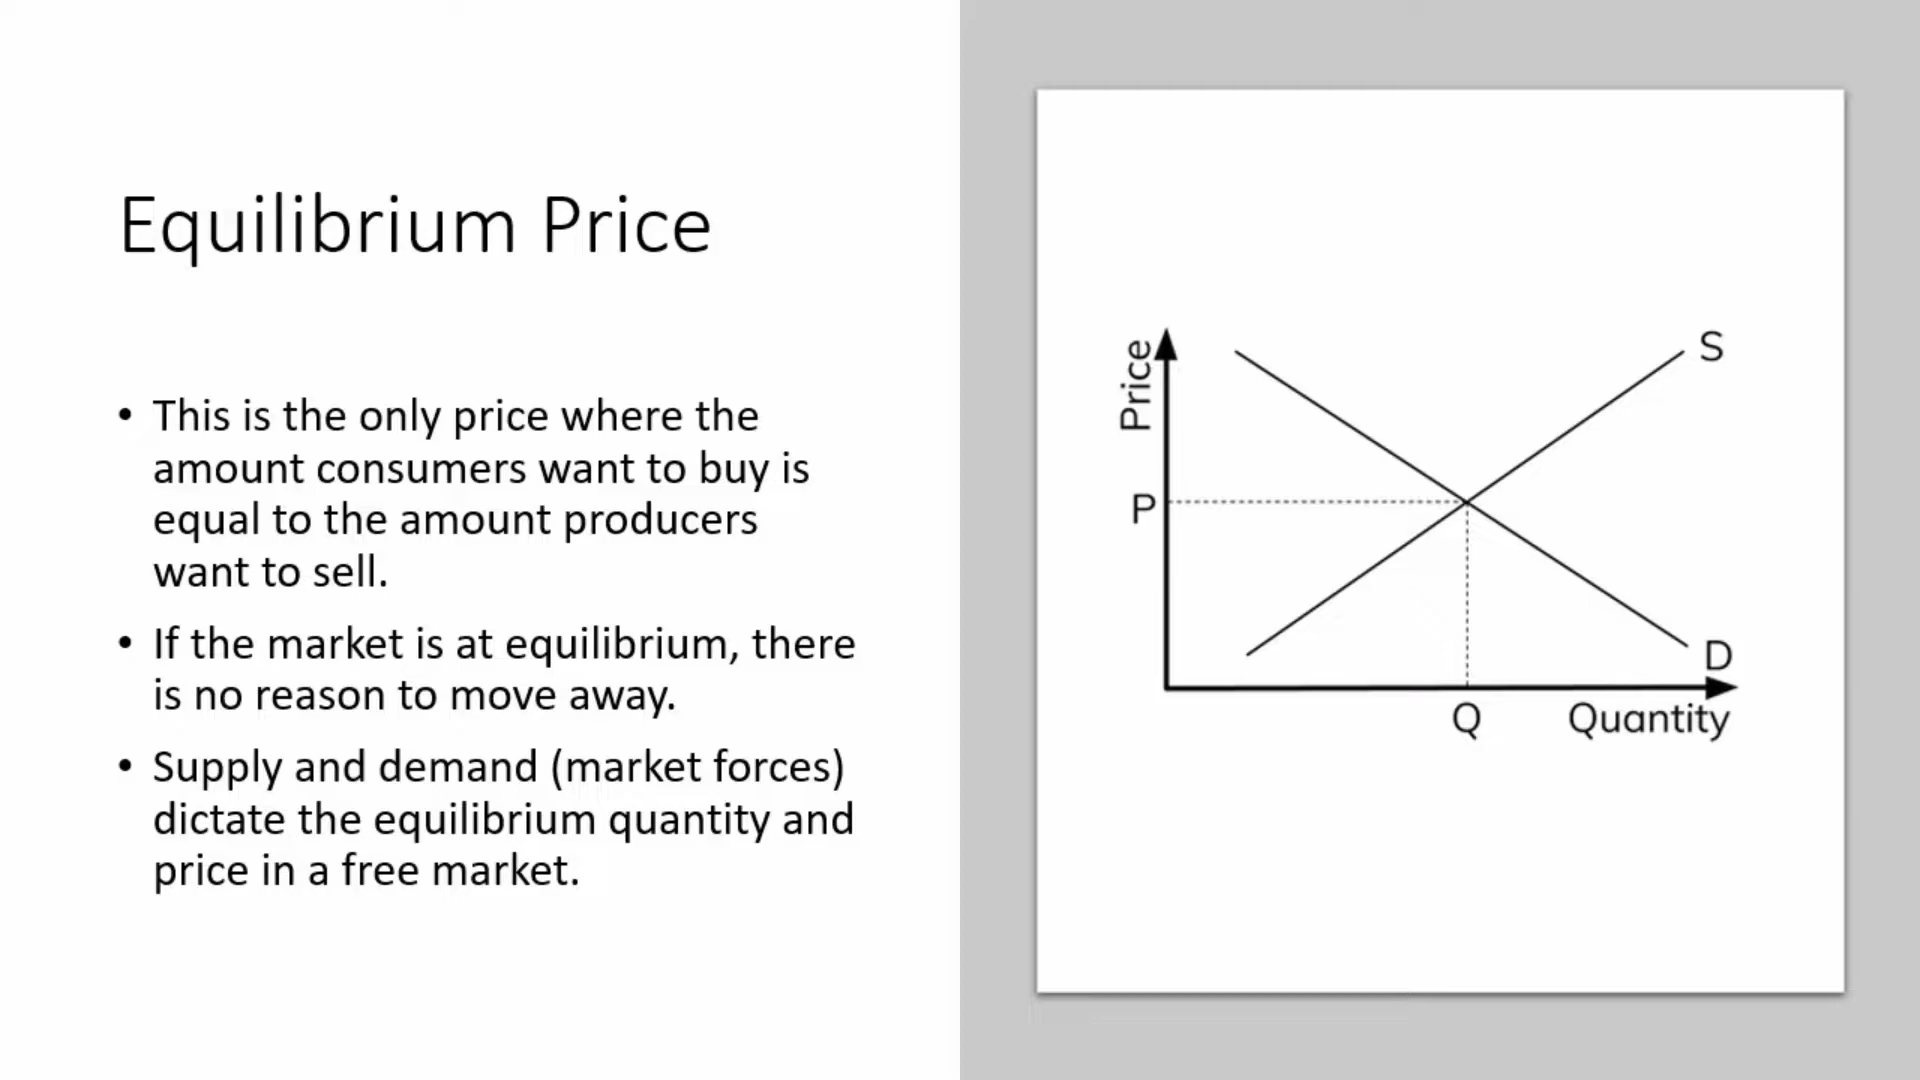 Equilibrium Price
• This is the only price where the
amount consumers want to buy is
equal to the amount producers
want to sell.
• If the market is at equilibrium, there
is no reason to move away.
• Supply and demand (market forces)
dictate the equilibrium quantity and
price in a free market.
Price
S
P
D
Q
Quantity